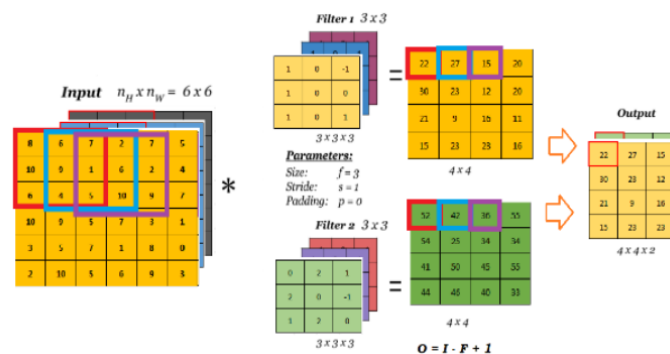 Input n_H x n_W = 6 x 6
8 6 7 2 7 5
10 9 1 6 2 4
6 4 5 10 9 7
10 9 5 7 3 1
3 5 7 1 8 0
2 10 5 6 9 3
*
Filter 1 3 x 3
1 0 -1
1 0 0
1 0 1
3 x 3 x 3
=
22 27 15 20
30 23 12 20
21 9 16 11
15 23 23 16
4 x 4
Parameters:
Size: f = 3
Stride: s = 1
Padding: p = 0
Filter 2 3 x 3
0 2 1
2 0 -1
1 2 0
3 x 3 x 3
=
52 42 36 55
54 25 34 34
41 50 45 55
44 46 40
4 x 4
O = I - F + 1
Output
22 27 15
30 23 12
21 9 16
15 23 23
4 x 4 x 2